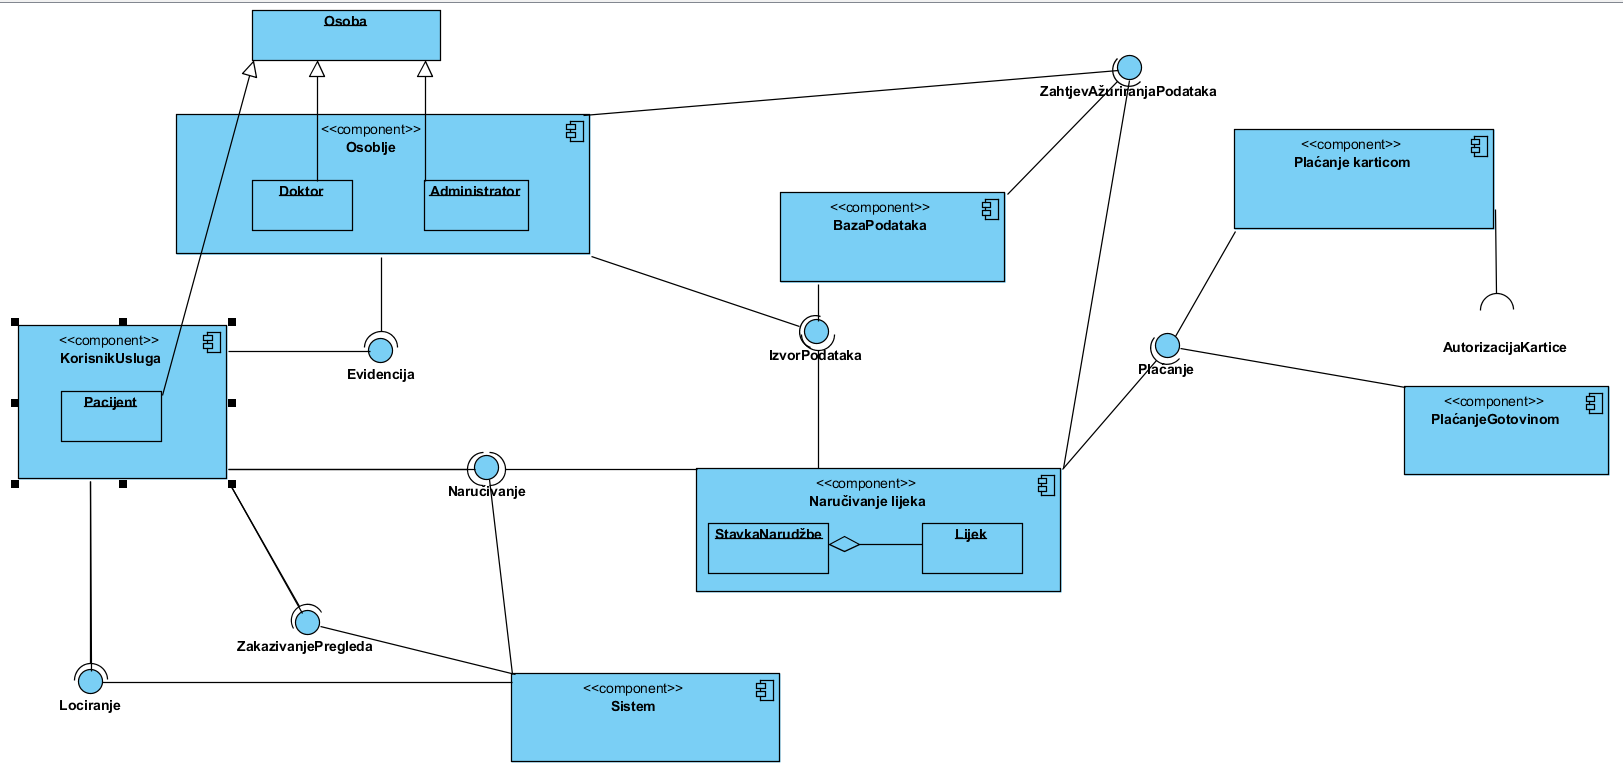 Osoba
<<component>>
Osoblje
Doktor
Administrator
ZahtjevAžuriranjaPodataka
<<component>>
Plaćanje karticom
<<component>>
BazaPodataka
<<component>>
KorisnikUsluga
Pacijent
Evidencija
IzvorPodataka
Plaćanje
AutorizacijaKartice
<<component>>
PlaćanjeGotovinom
Naručivanje
<<component>>
Naručivanje lijeka
StavkaNarudžbe
Lijek
ZakazivanjePregleda
Lociranje
<<component>>
Sistem